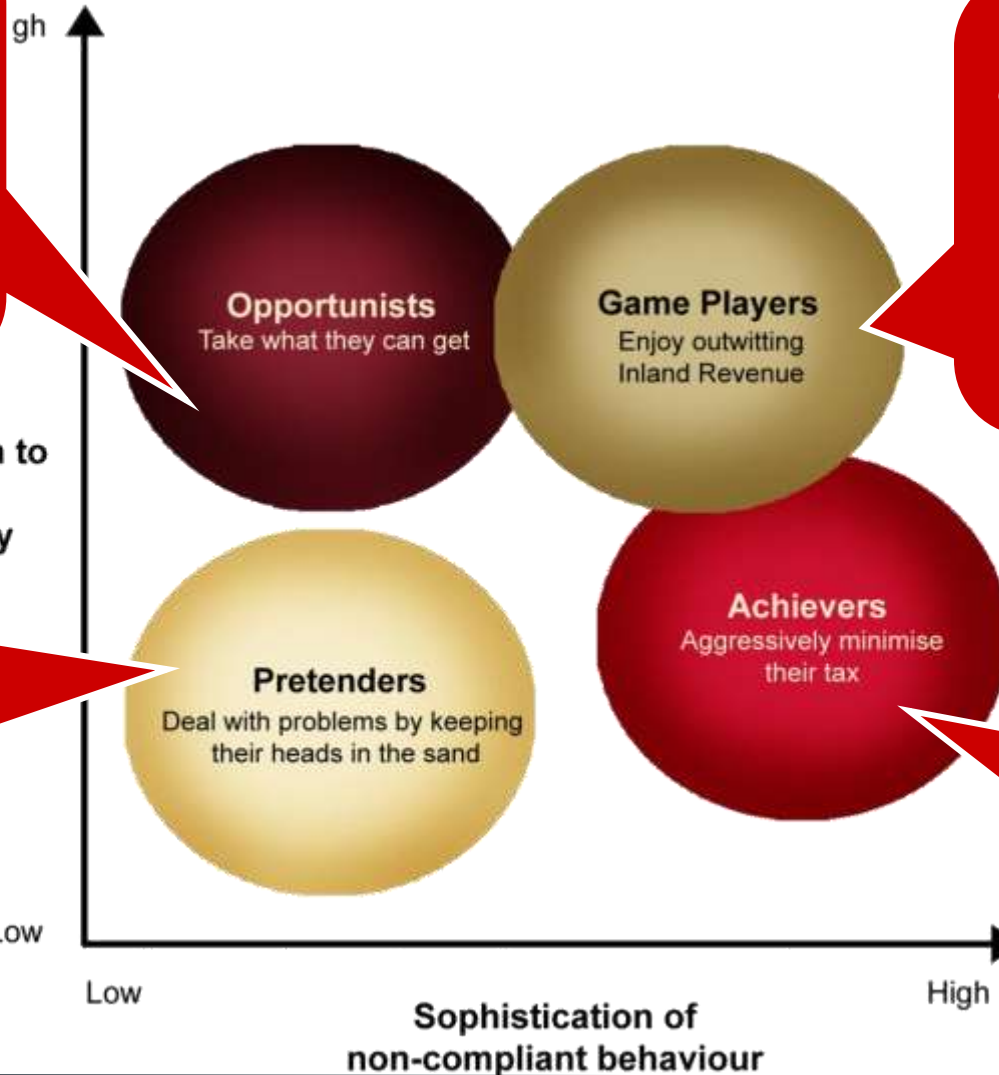 gh
Opportunists
Take what they can get
Game Players
Enjoy outwitting
Inland Revenue
to
Achievers
Aggressively minimise
their tax
Pretenders
Deal with problems by keeping
their heads in the sand
ow
Low
High
Sophistication of
non-compliant behaviour